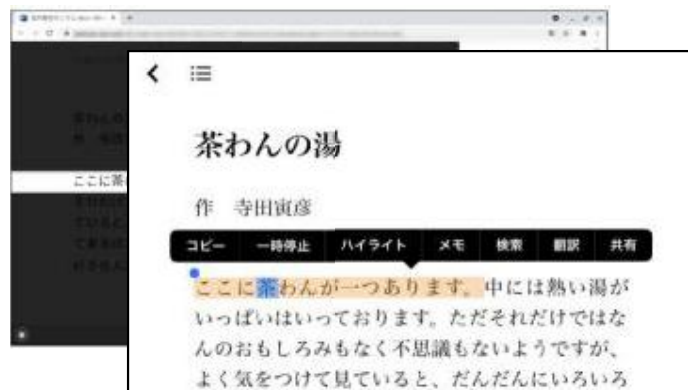 ここに茶
茶わんの湯
作 寺田寅彦
コピー 一時停止 ハイライト メモ 検索 翻訳 共有
ここに茶わんが一つあります。中には熱い湯が
いっぱいはいっております。ただそれだけではな
んのおもしろみもなく不思議もないようですが、
よく気をつけて見ていると、だんだんにいろいろ